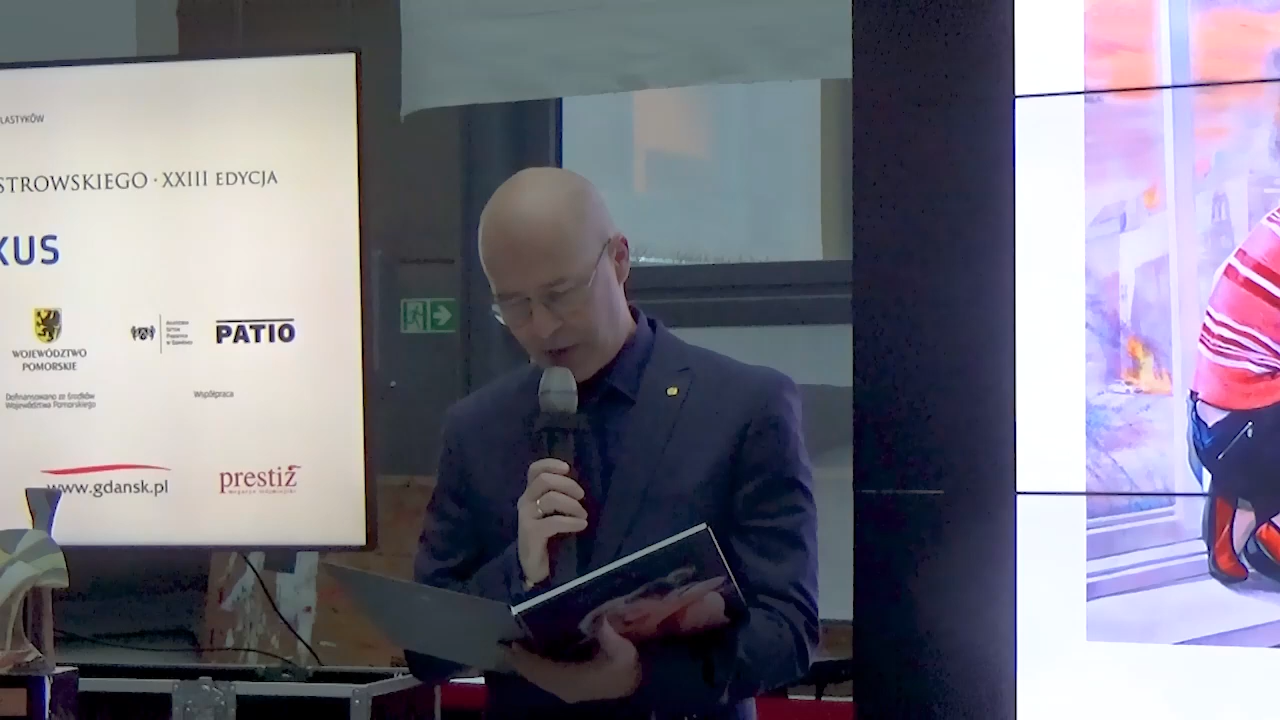 LASTYKÓW
STROWSKIEGO · XXIII EDYCJA
KUS
WOJEWÓDZTWO
POMORSKIE
PATIO
Dofinansowano ze środków
Województwa Pomorskiego
Współpraca
www.gdansk.pl
prestiż